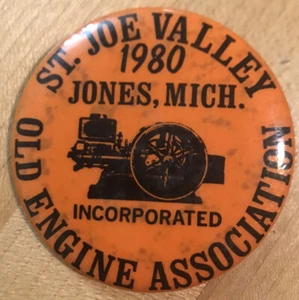 ST. JOE VALLEY
1980
JONES, MICH.
INCORPORATED
OLD ENGINE ASSOCIATION